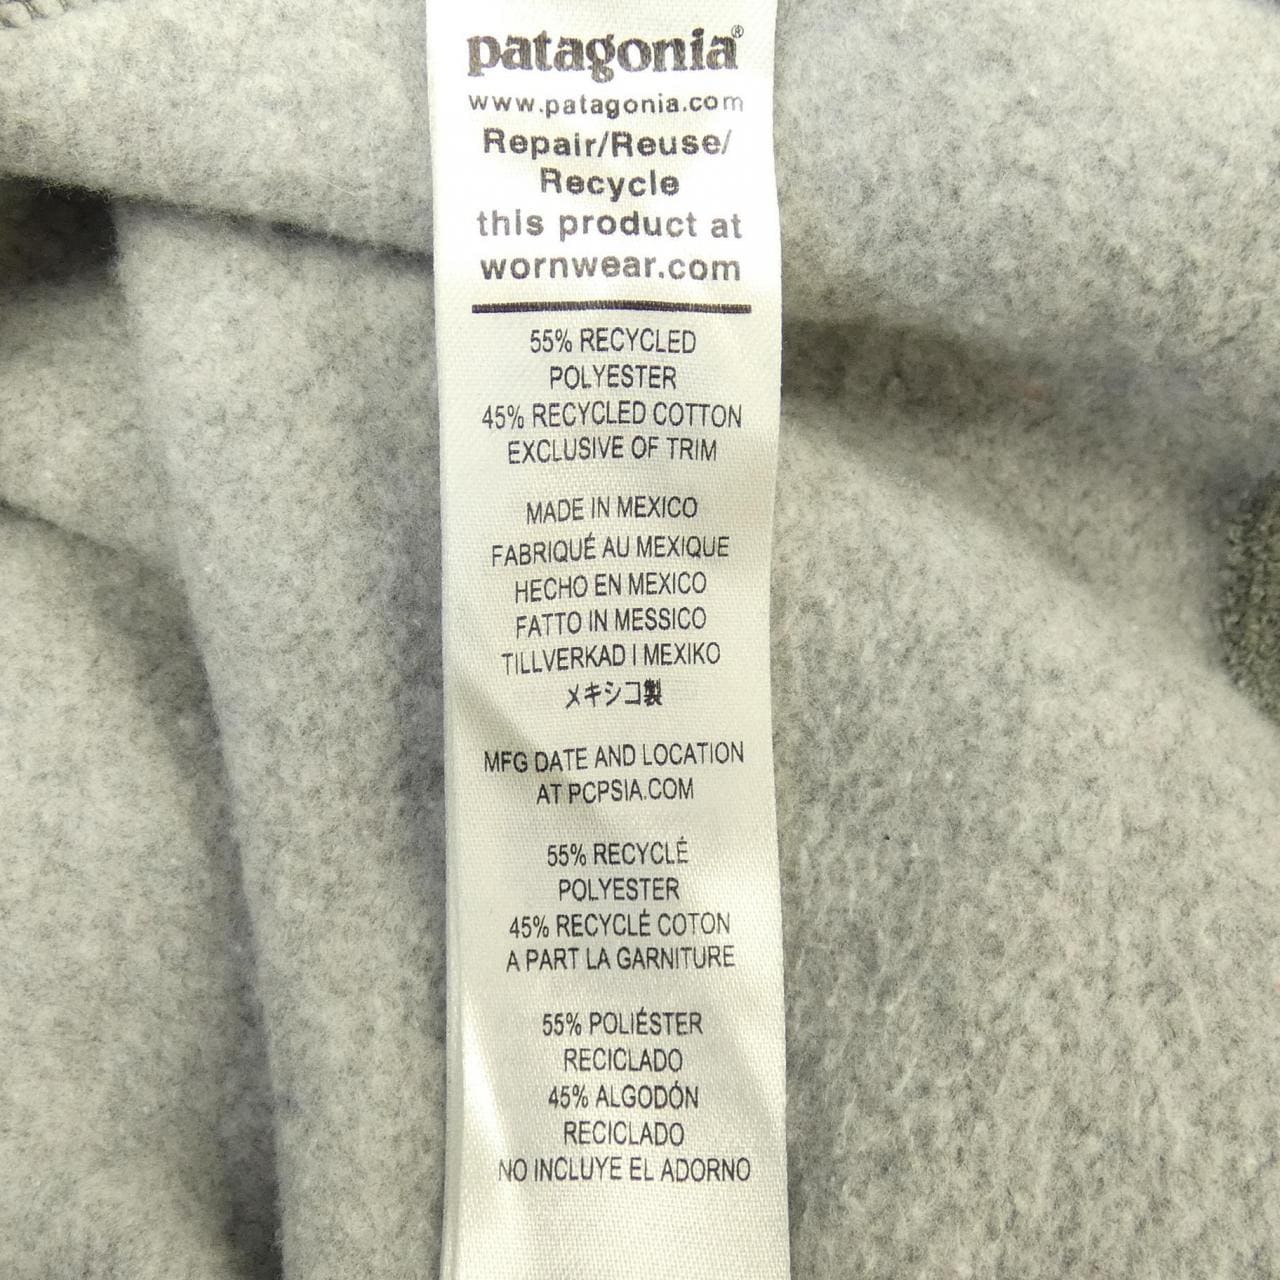 patagonia®
www.patagonia.com
Repair/Reuse/
Recycle
this product at
wornwear.com
55% RECYCLED
POLYESTER
45% RECYCLED COTTON
EXCLUSIVE OF TRIM
MADE IN MEXICO
FABRIQUÉ AU MEXIQUE
HECHO EN MEXICO
FATTO IN MESSICO
TILLVERKAD I MEXIKO
メキシコ製
MFG DATE AND LOCATION
AT PCPSIA.COM
55% RECYCLÉ
POLYESTER
45% RECYCLÉ COTON
A PART LA GARNITURE
55% POLIÉSTER
RECICLADO
45% ALGODÓN
RECICLADO
NO INCLUYE EL ADORNO